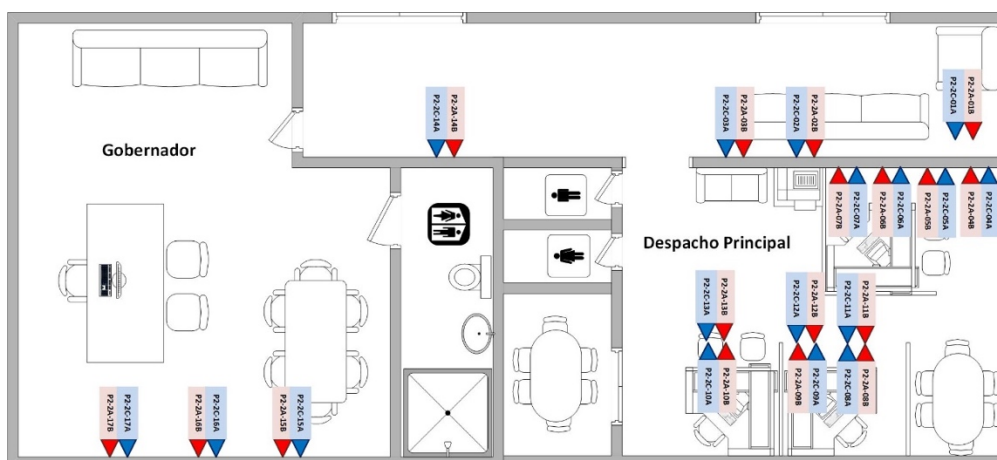 P2-2C-01A
P2-2A-01B
P2-2C-14A
P2-2A-14B
P2-2C-03A
P2-2A-03B
P2-2C-02A
P2-2A-02B
Gobernador
P2-2A-07B
P2-2C-07A
P2-2A-06B
P2-2C-06A
P2-2A-05B
P2-2C-05A
P2-2A-04B
P2-2C-04A
Despacho Principal
P2-2C-13A
P2-2A-13B
P2-2C-12A
P2-2A-12B
P2-2C-11A
P2-2A-11B
P2-2C-10A
P2-2A-10B
P2-2A-09B
P2-2C-09A
P2-2C-08A
P2-2A-08B
P2-2A-17B
P2-2C-17A
P2-2A-16B
P2-2C-16A
P2-2A-15B
P2-2C-15A